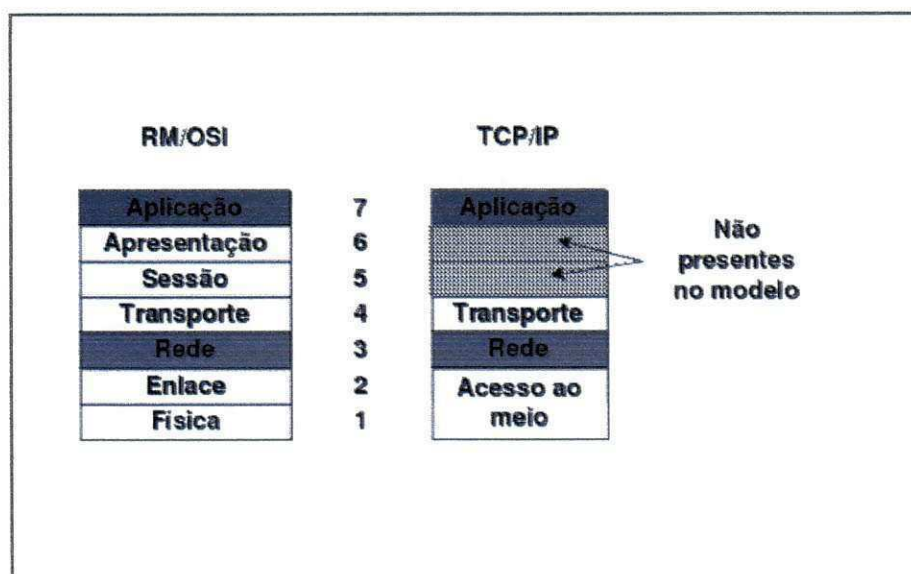 RM/OSI
TCP/IP
Aplicação 7 Aplicação
Apresentação 6
Sessão 5
Transporte 4 Transporte
Rede 3 Rede
Enlace 2 Acesso ao
Física 1 meio
Não
presentes
no modelo